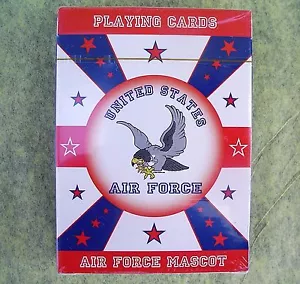 PLAYING CARDS
UNITED STATES
AIR FORCE
AIR FORCE MASCOT